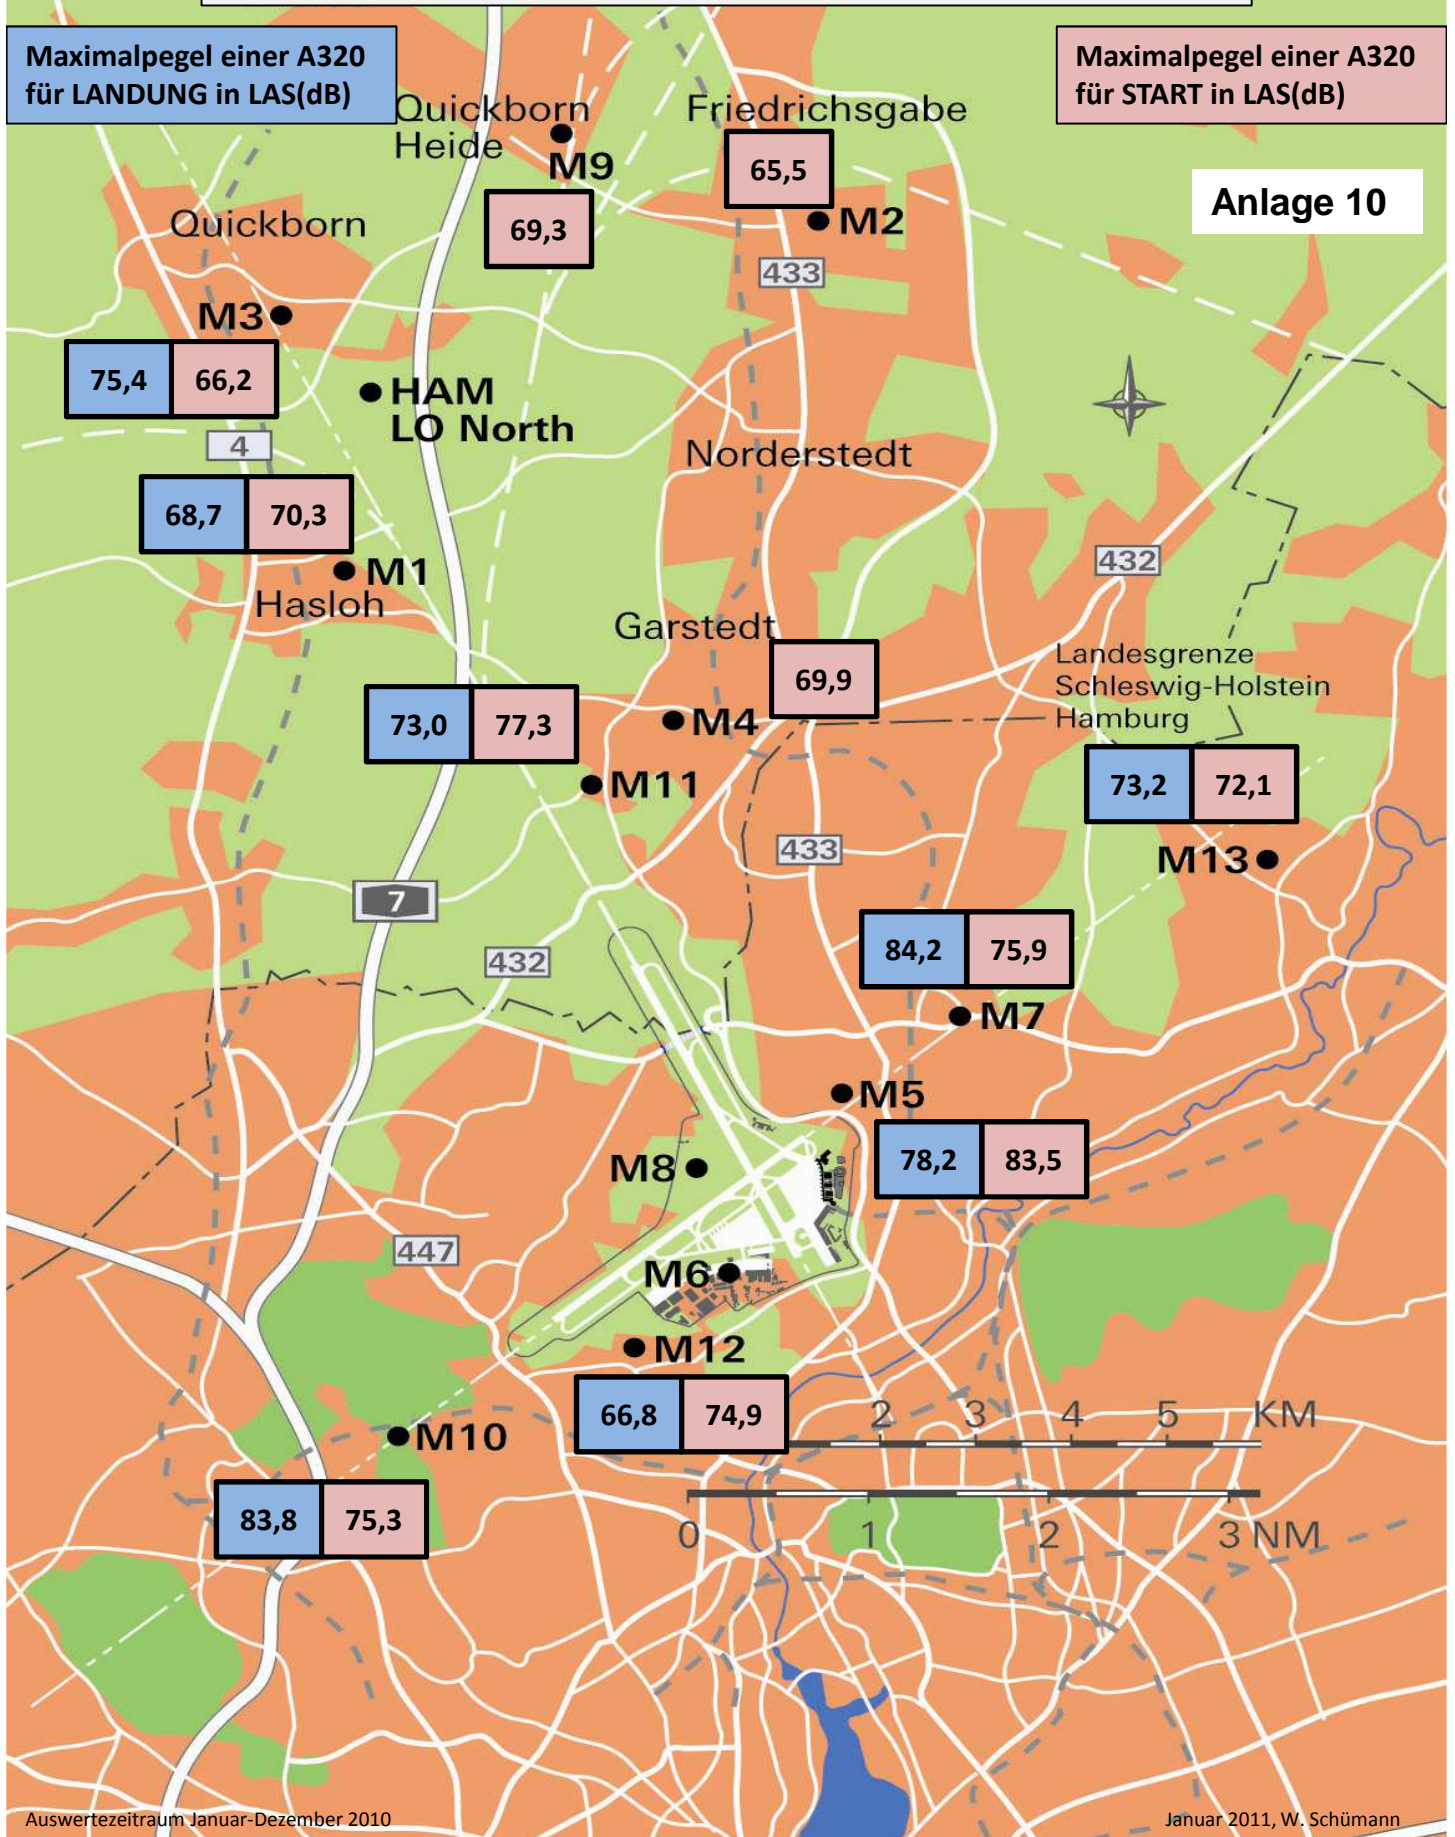 Maximalpegel einer A320
für LANDUNG in LAS(dB)
Maximalpegel einer A320
für START in LAS(dB)
Anlage 10
Quickborn
Heide
M9
69,3
Friedrichsgabe
65,5
M2
433
Quickborn
M3
75,4 66,2
HAM
LO North
4
Norderstedt
68,7 70,3
M1
Hasloh
432
Garstedt
69,9
Landesgrenze
Schleswig-Holstein
Hamburg
73,0 77,3
M4
M11
73,2 72,1
M13
433
7
432
84,2 75,9
M7
M5
78,2 83,5
M8
447
M6
M12
66,8 74,9
M10
83,8 75,3
2 3 4 5 KM
0 1 2 3 NM
Auswertezeitraum Januar-Dezember 2010
Januar 2011, W. Schümann